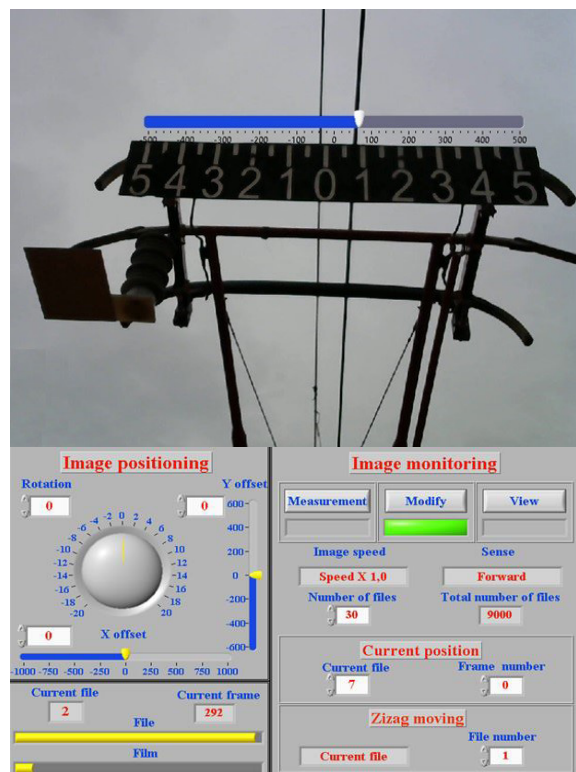 500 -400 -300 -200 -100 0 100 200 300 400 500
5 4 3 2 1 0 1 2 3 4 5
Image positioning
Rotation
Y offset
0
0
-20 -18 -16 -14 -12 -10 -8 -6 -4 -2 0 2 4 6 8 10 12 14 16 18 20
600
400
200
0
-200
-400
-600
0
X offset
-1000 -750 -500 -250 0 250 500 750 1000
Current file
Current frame
2
292
File
Film
Image monitoring
Measurement
Modify
View
Image speed
Sense
Speed X 1,0
Forward
Number of files
Total number of files
30
9000
Current position
Current file
Frame number
7
0
Zizag moving
File number
Current file
1